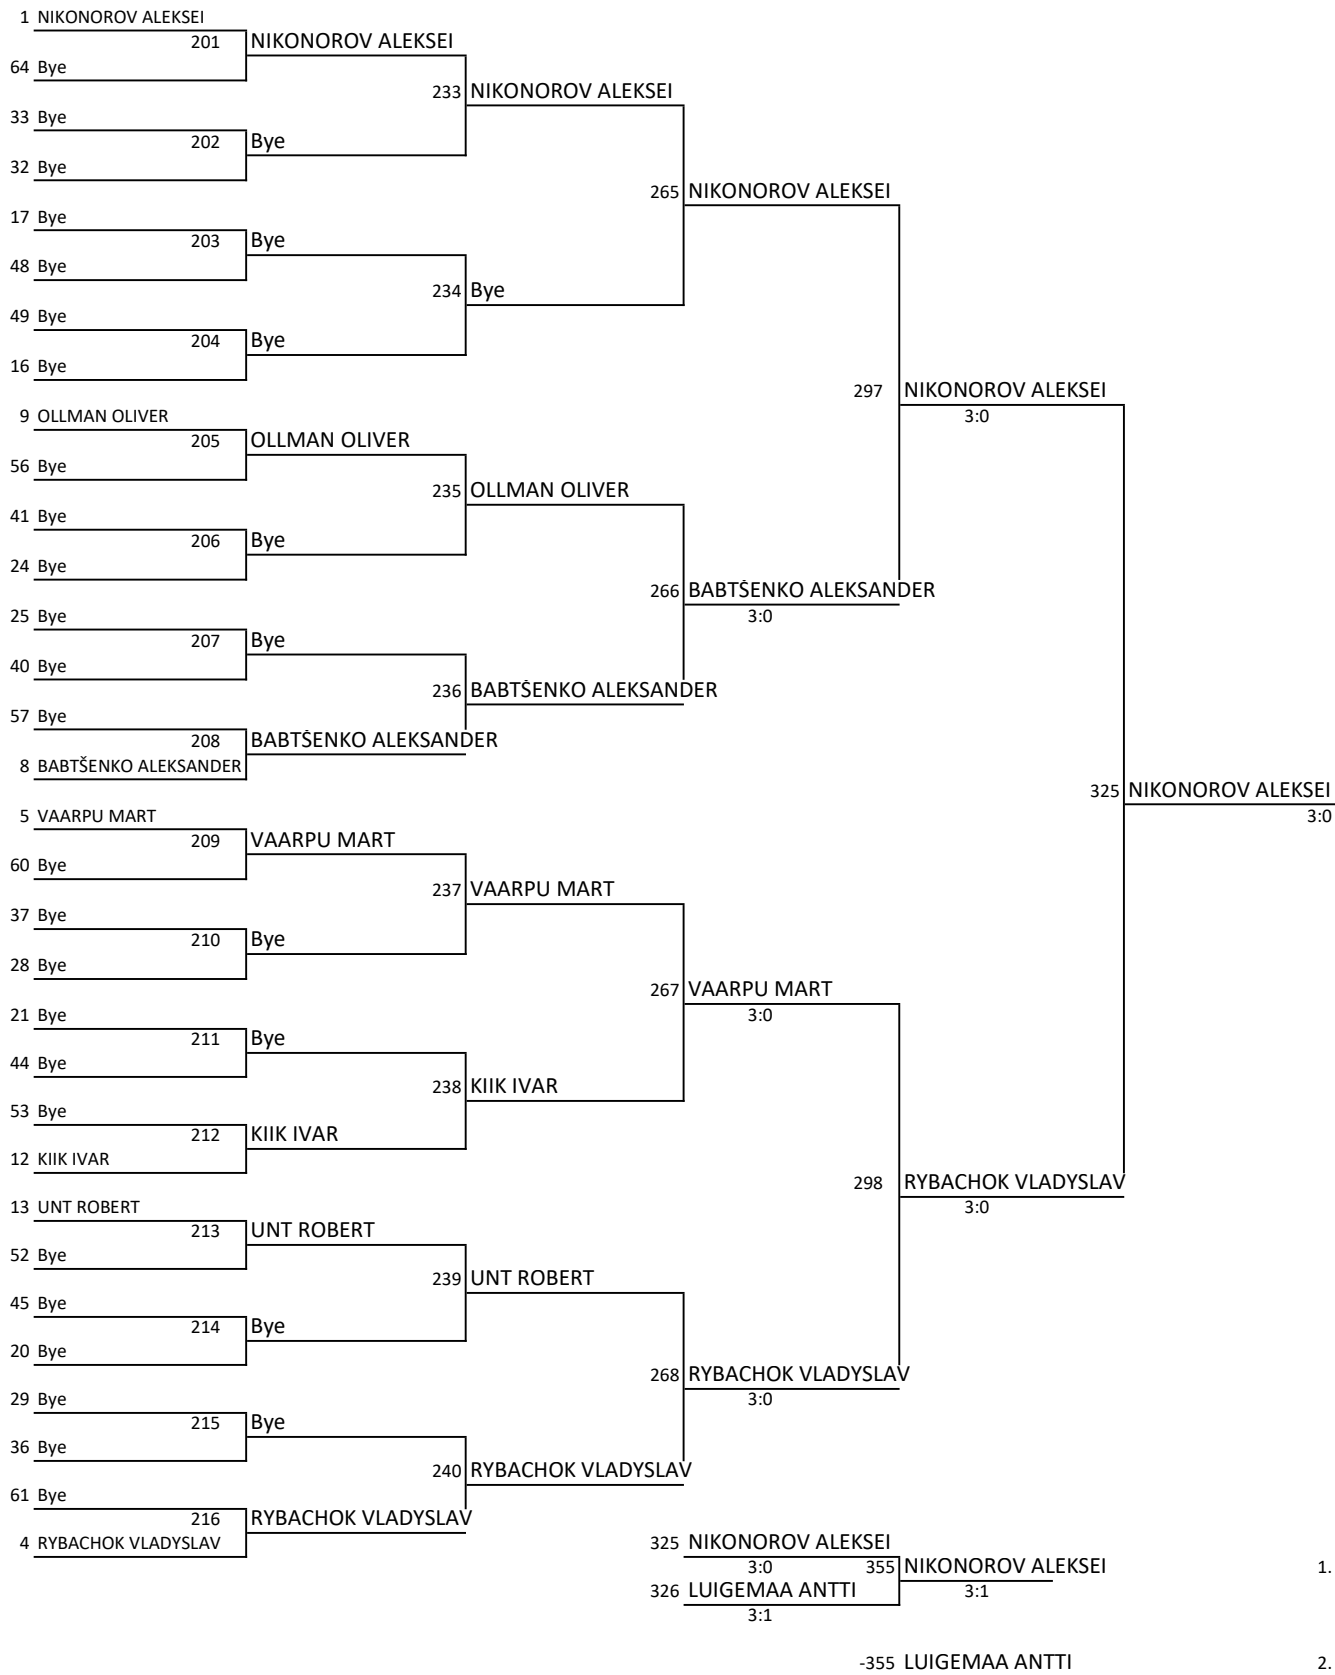 1 NIKONOROV ALEKSEI
201 NIKONOROV ALEKSEI
64 Bye
233 NIKONOROV ALEKSEI
33 Bye
202 Bye
32 Bye
265 NIKONOROV ALEKSEI
17 Bye
203 Bye
48 Bye
234 Bye
49 Bye
204 Bye
16 Bye
297 NIKONOROV ALEKSEI
3:0
9 OLLMAN OLIVER
205 OLLMAN OLIVER
56 Bye
235 OLLMAN OLIVER
41 Bye
206 Bye
24 Bye
266 BABTŠENKO ALEKSANDER
3:0
25 Bye
207 Bye
40 Bye
236 BABTŠENKO ALEKSANDER
57 Bye
208 BABTŠENKO ALEKSANDER
8 BABTŠENKO ALEKSANDER
325 NIKONOROV ALEKSEI
3:0
5 VAARPU MART
209 VAARPU MART
60 Bye
237 VAARPU MART
37 Bye
210 Bye
28 Bye
267 VAARPU MART
3:0
21 Bye
211 Bye
44 Bye
238 KIIK IVAR
53 Bye
212 KIIK IVAR
12 KIIK IVAR
298 RYBACHOK VLADYSLAV
3:0
13 UNT ROBERT
213 UNT ROBERT
52 Bye
239 UNT ROBERT
45 Bye
214 Bye
20 Bye
268 RYBACHOK VLADYSLAV
3:0
29 Bye
215 Bye
36 Bye
240 RYBACHOK VLADYSLAV
61 Bye
216 RYBACHOK VLADYSLAV
4 RYBACHOK VLADYSLAV
325 NIKONOROV ALEKSEI
3:0
355 NIKONOROV ALEKSEI 1.
3:1
326 LUIGEMAA ANTTI
3:1
-355 LUIGEMAA ANTTI 2.